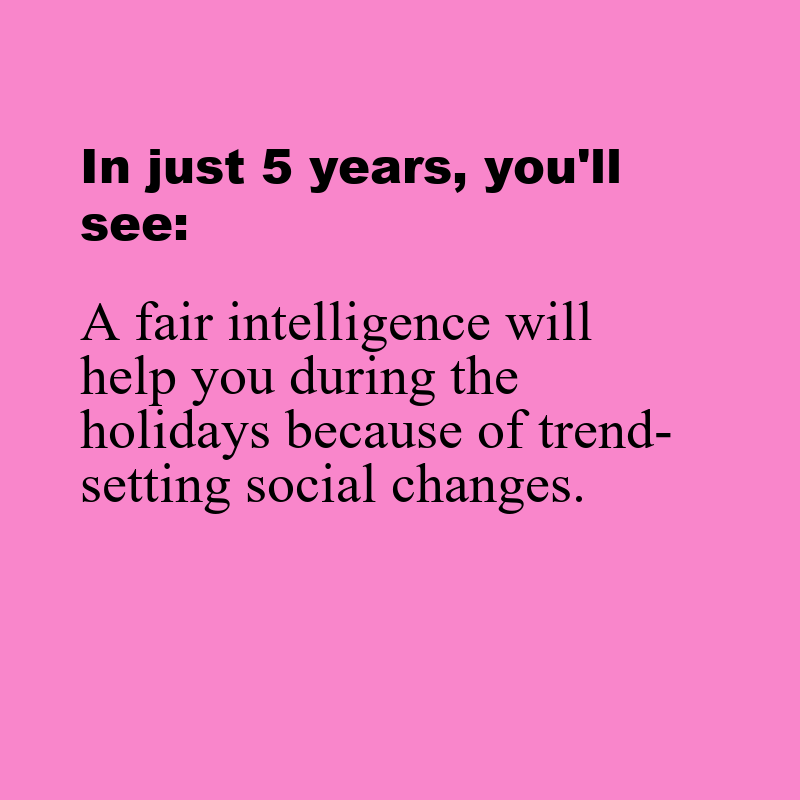 In just 5 years, you'll
see:
A fair intelligence will
help you during the
holidays because of trend-
setting social changes.